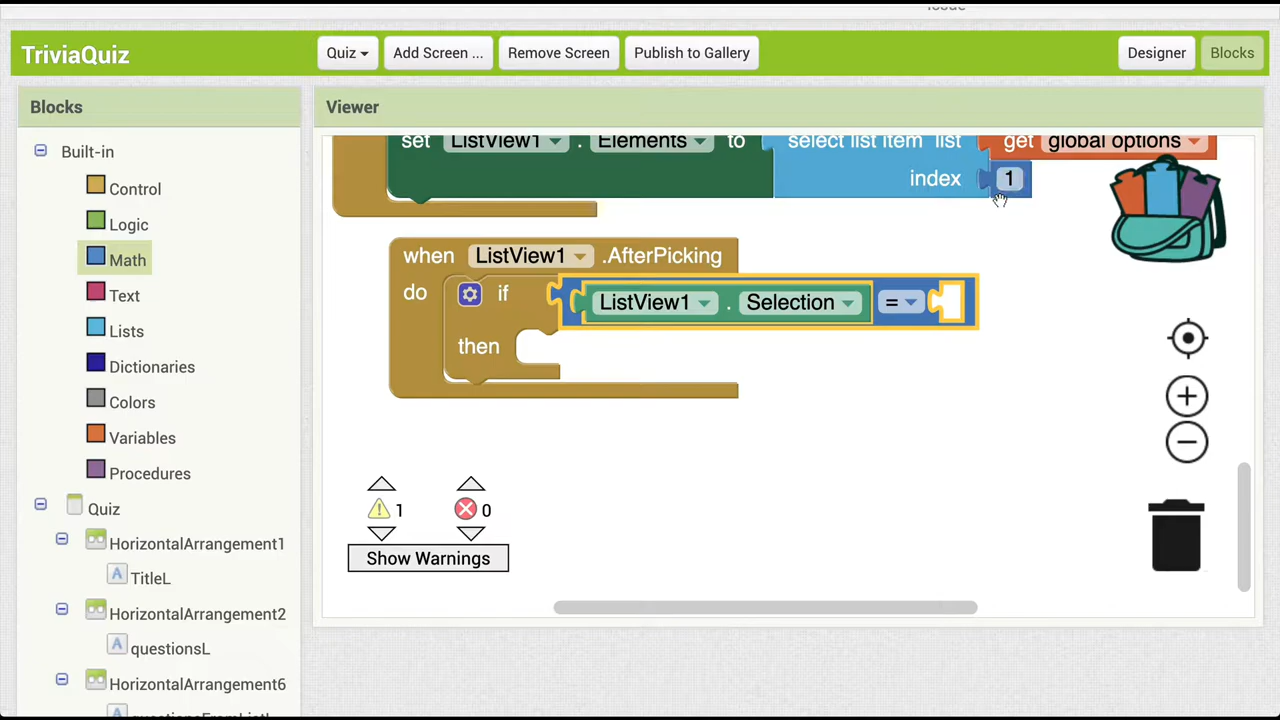 TriviaQuiz
Quiz
Add Screen ...
Remove Screen
Publish to Gallery
Designer
Blocks
Blocks
Viewer
Built-in
Control
Logic
Math
Text
Lists
Dictionaries
Colors
Variables
Procedures
Quiz
HorizontalArrangement1
TitleL
HorizontalArrangement2
questionsL
HorizontalArrangement6
set ListView1 . Elements to select list item list get global options
index 1
when ListView1 .AfterPicking
do if ListView1 . Selection =
then
1 0
Show Warnings